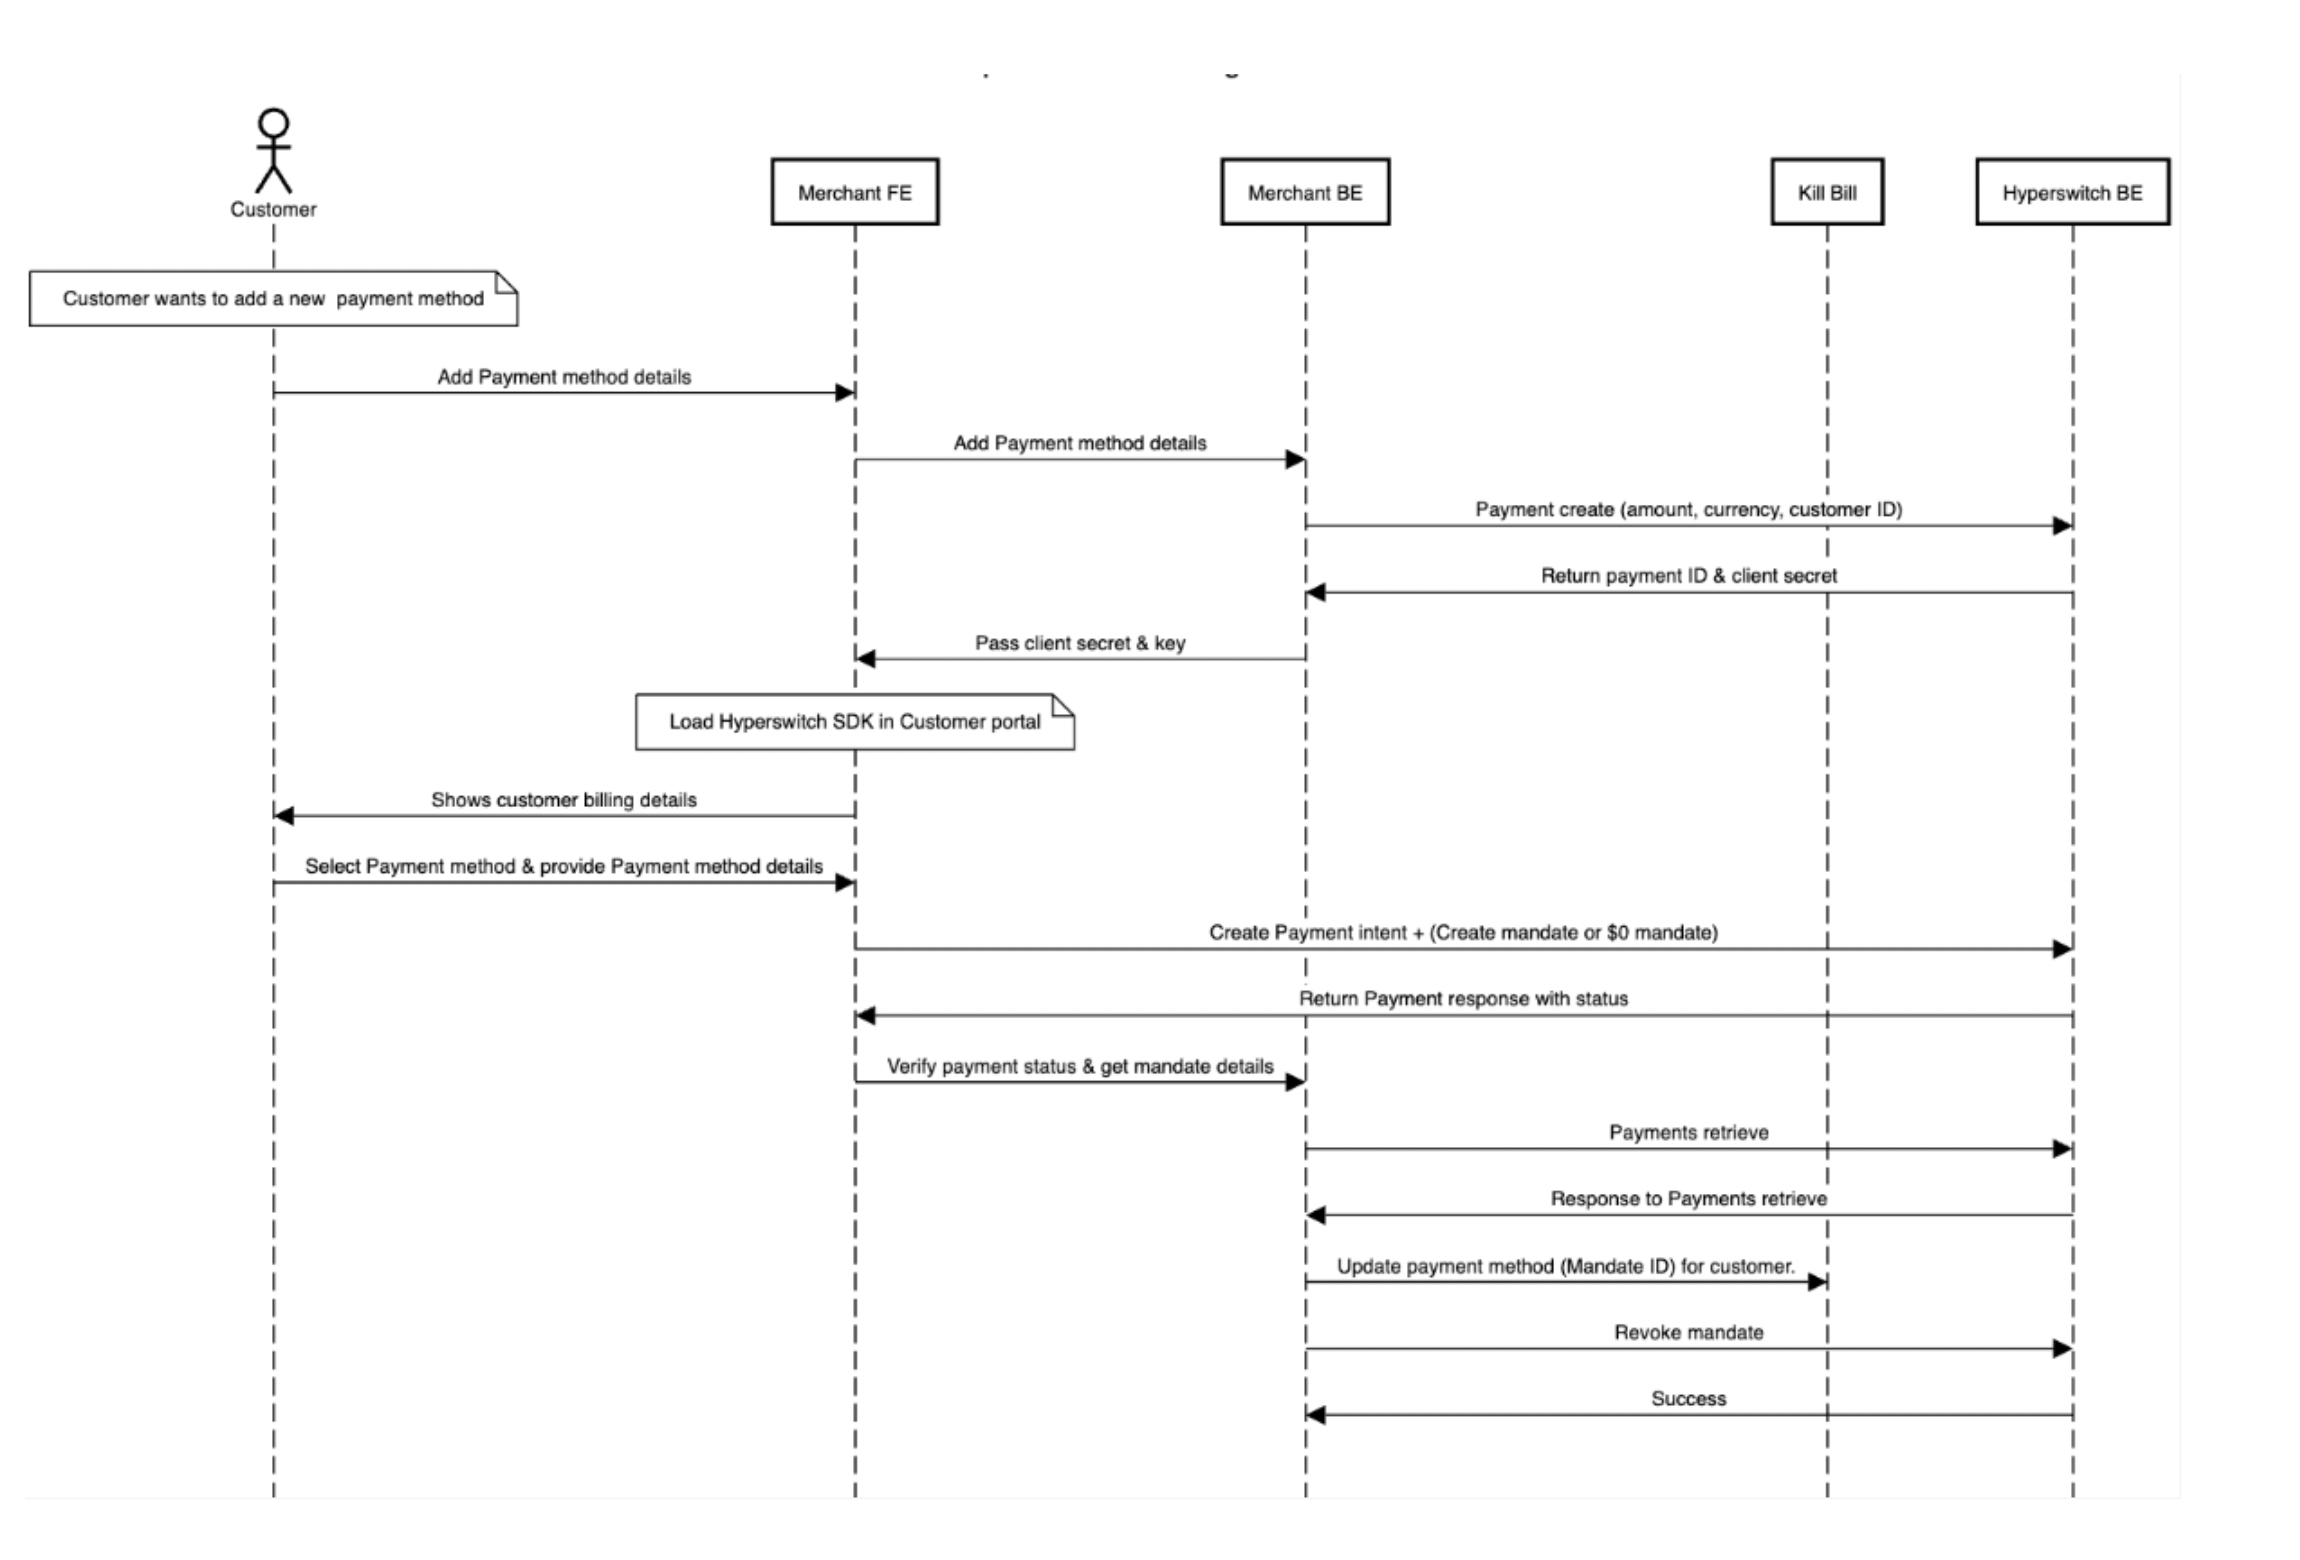 Customer
Merchant FE
Merchant BE
Kill Bill
Hyperswitch BE
Customer wants to add a new  payment method
Add Payment method details
Add Payment method details
Payment create (amount, currency, customer ID)
Return payment ID & client secret
Pass client secret & key
Load Hyperswitch SDK in Customer portal
Shows customer billing details
Select Payment method & provide Payment method details
Create Payment intent + (Create mandate or $0 mandate)
Return Payment response with status
Verify payment status & get mandate details
Payments retrieve
Response to Payments retrieve
Update payment method (Mandate ID) for customer.
Revoke mandate
Success